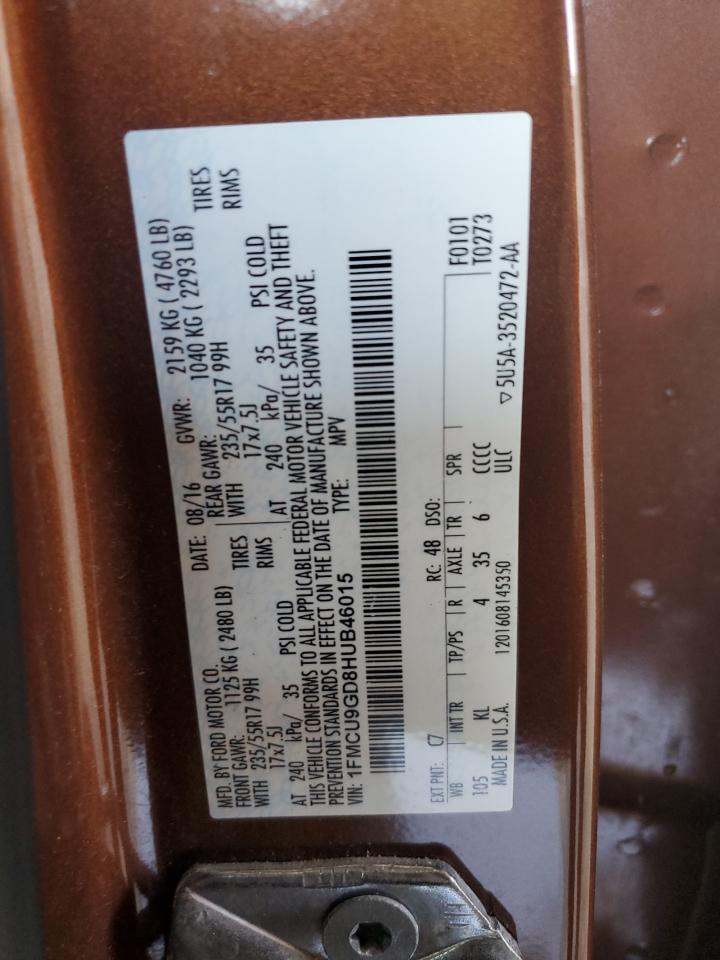 MFD. BY FORD MOTOR CO. DATE: 08/16 GVWR: 2159 KG ( 4760 LB)
FRONT GAWR: 1125 KG ( 2480 LB) REAR GAWR: 1040 KG ( 2293 LB)
WITH 235/55R17 99H TIRES WITH 235/55R17 99H TIRES
17x7.5J RIMS 17x7.5J RIMS
AT 240 kPa/ 35 PSI COLD AT 240 kPa/ 35 PSI COLD
THIS VEHICLE CONFORMS TO ALL APPLICABLE FEDERAL MOTOR VEHICLE SAFETY AND THEFT
PREVENTION STANDARDS IN EFFECT ON THE DATE OF MANUFACTURE SHOWN ABOVE.
VIN: 1FMCU9GD8HUB46015 TYPE: MPV
EXT PNT: C7 RC: 48 DSO: F0101
WB INT TR TP/PS R AXLE TR SPR T0273
105 KL 4 35 6 CCCC
MADE IN U.S.A. 1201608145350 ULC ▽5U5A-3520472-AA